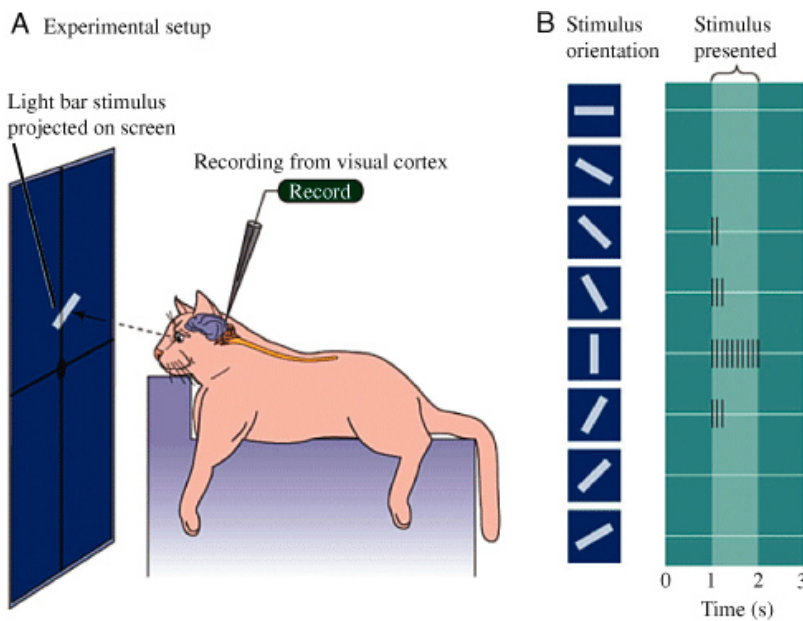 A Experimental setup
Light bar stimulus
projected on screen
Recording from visual cortex
Record
B
Stimulus
orientation
Stimulus
presented
0 1 2 3
Time (s)